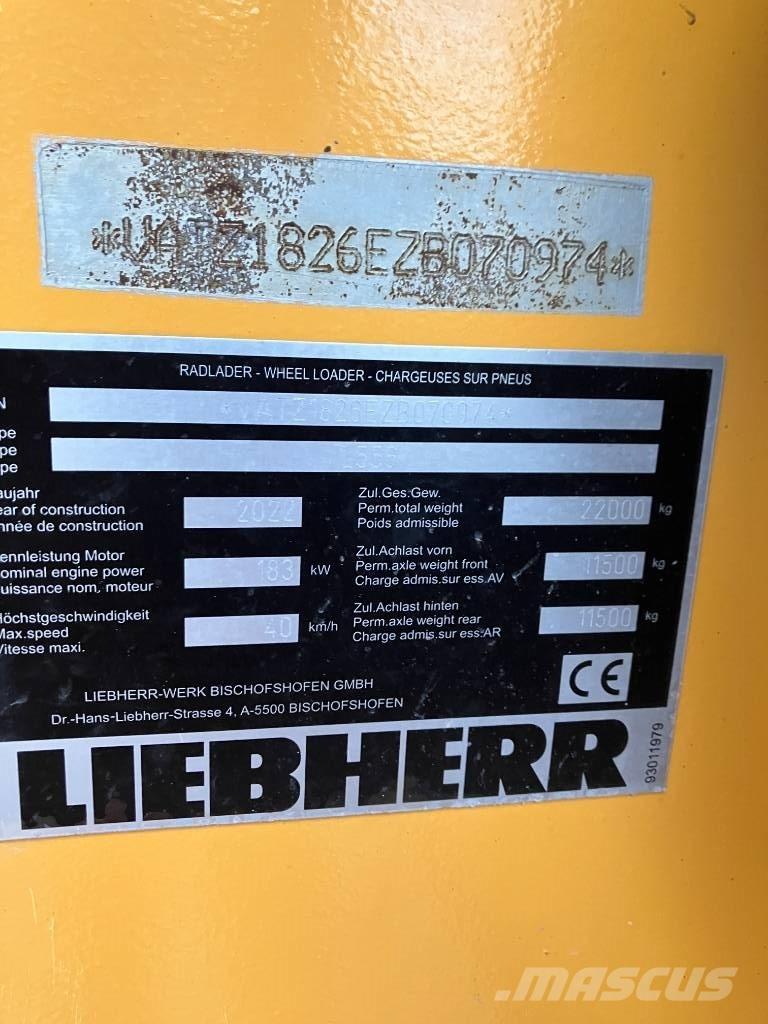 *VATZ1826EZB070974*
RADLADER - WHEEL LOADER - CHARGEUSES SUR PNEUS
N *VATZ1826EZB070974*
pe
pe
pe
aujahr
ear of construction 2022
nnée de construction
Zul.Ges.Gew.
Perm.total weight 22000 kg
Poids admissible
ennleistung Motor
ominal engine power 183 kW
uissance nom, moteur
Zul.Achlast vorn
Perm.axle weight front 11500 kg
Charge admis.sur ess.AV
Höchstgeschwindigkeit
Max.speed 40 km/h
Vitesse maxi.
Zul.Achlast hinten
Perm.axle weight rear 11500 kg
Charge admis.sur ess.AR
LIEBHERR-WERK BISCHOFSHOFEN GMBH
Dr.-Hans-Liebherr-Strasse 4, A-5500 BISCHOFSHOFEN
CE
LIEBHERR
93011979
MASCUS